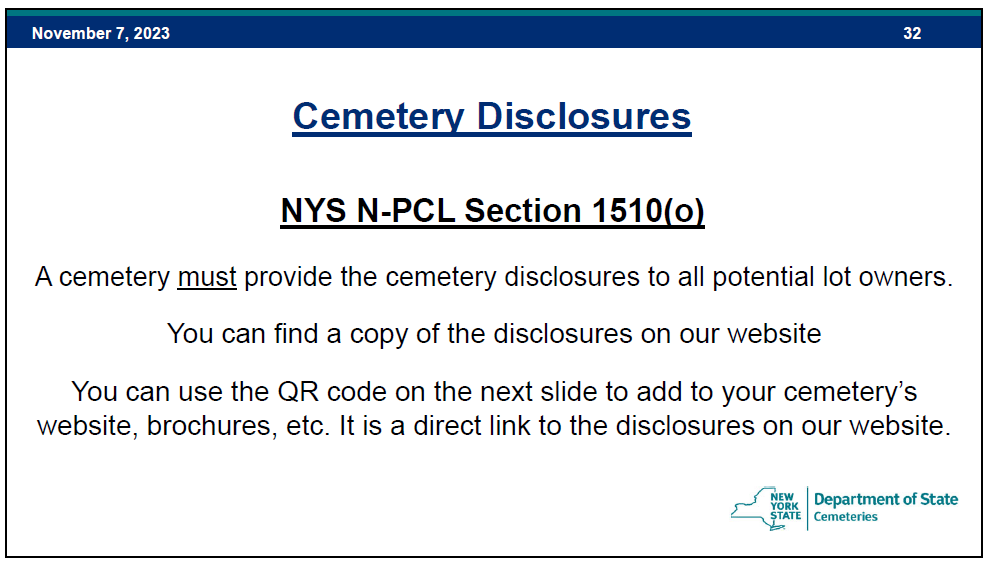 November 7, 2023 32
Cemetery Disclosures
NYS N-PCL Section 1510(o)
A cemetery must provide the cemetery disclosures to all potential lot owners.
You can find a copy of the disclosures on our website
You can use the QR code on the next slide to add to your cemetery’s
website, brochures, etc. It is a direct link to the disclosures on our website.
NEW
YORK
STATE
Department of State
Cemeteries